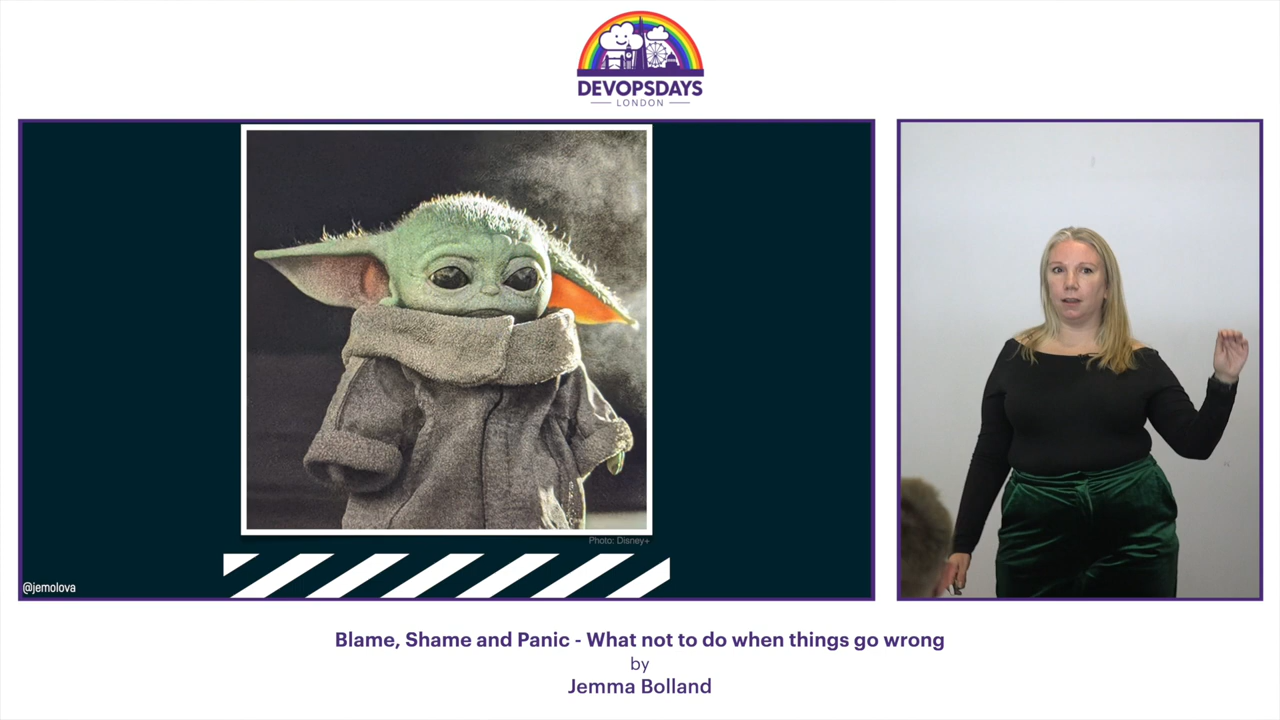 DEVOPSDAYS
LONDON
Photo: Disney+
@jemolova
Blame, Shame and Panic - What not to do when things go wrong
by
Jemma Bolland